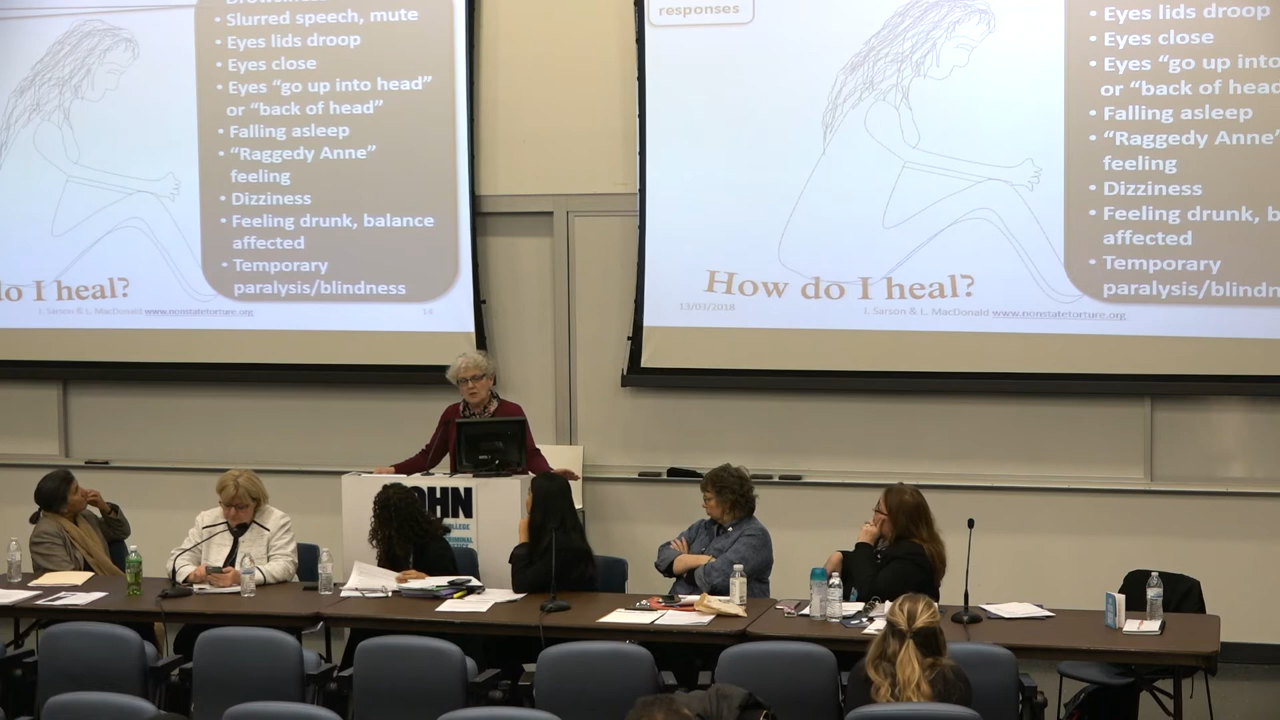 Slurred speech, mute
• Eyes lids droop
• Eyes close
• Eyes “go up into head”
or “back of head”
• Falling asleep
• “Raggedy Anne”
feeling
• Dizziness
• Feeling drunk, balance
affected
• Temporary
paralysis/blindness
I heal?
J. Sarson & L. MacDonald www.nonstatetorture.org
14
responses
• Eyes lids droop
• Eyes close
• Eyes “go up into
or “back of head
• Falling asleep
• “Raggedy Anne”
feeling
• Dizziness
• Feeling drunk, b
affected
• Temporary
paralysis/blindn
How do I heal?
13/03/2018
J. Sarson & L. MacDonald www.nonstatetorture.org
OHN